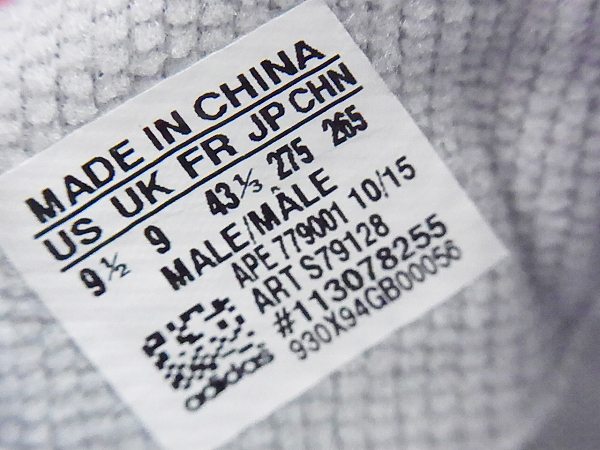 MADE IN CHINA
US UK FR JP CHN
9½ 9 43⅓ 275 265
MALE/MÂLE
APE 779001 10/15
ART S79128
#113078255
930X94GB00056
adidas